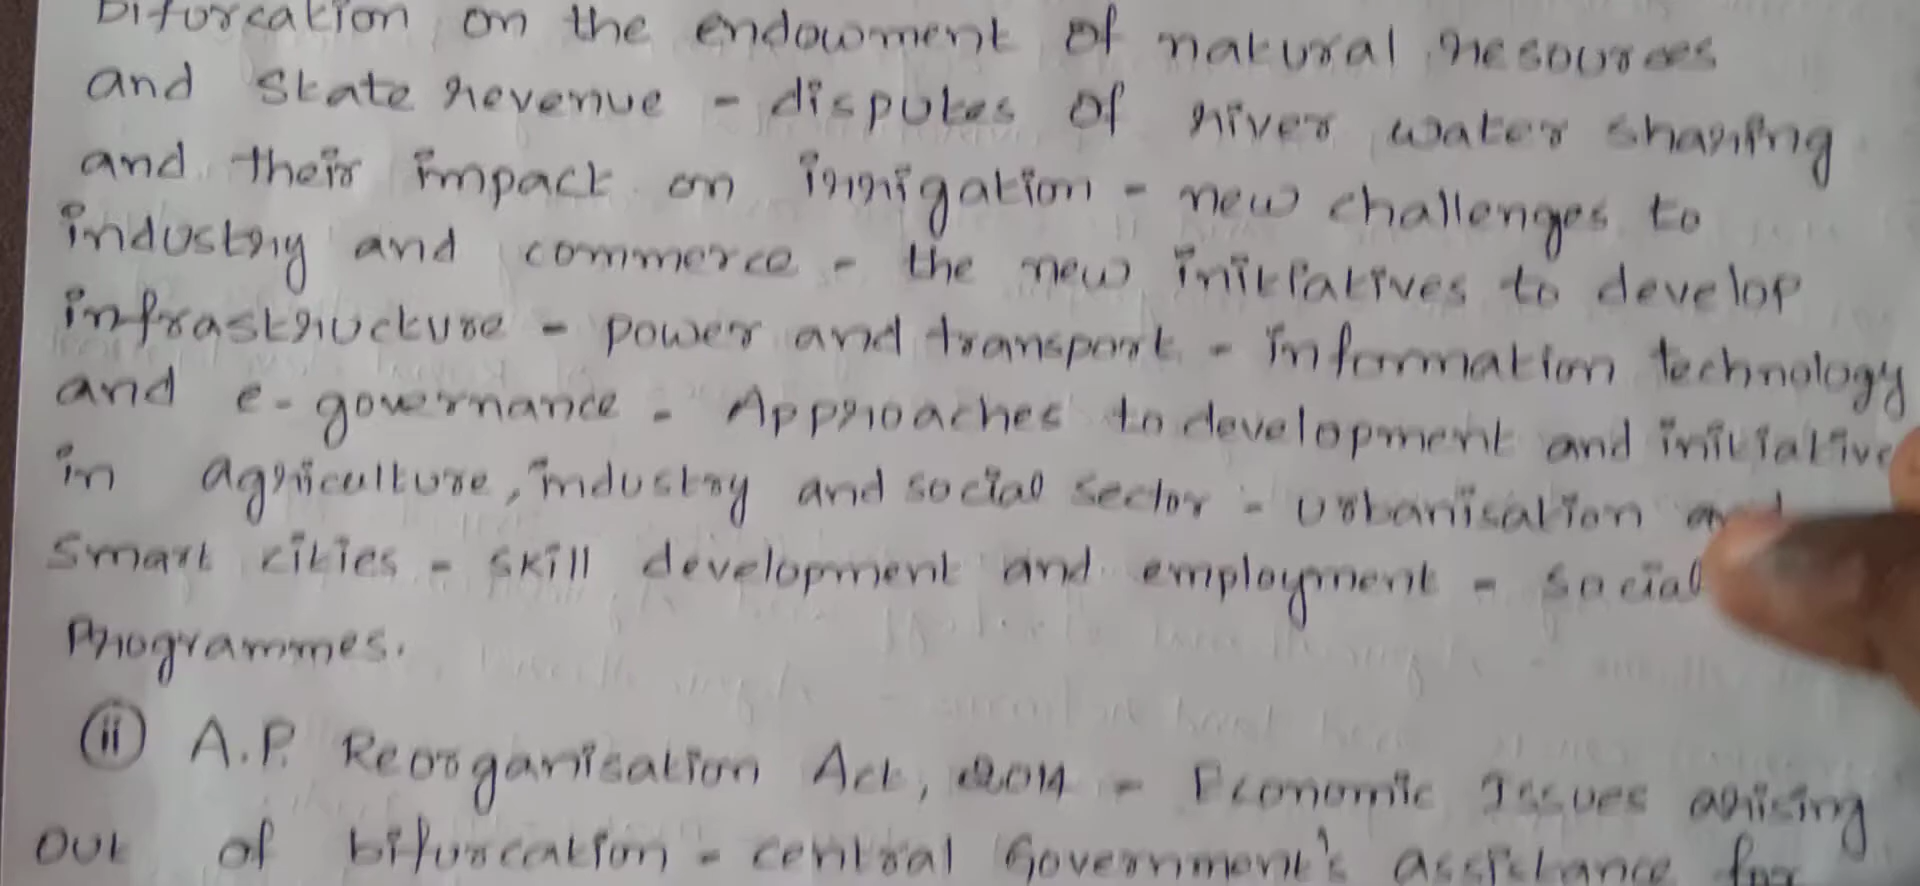 Bifurcation on the endowment of natural resources
and state revenue - disputes of river water sharing
and their impact on irrigation - new challenges to
industry and commerce - the new initiatives to develop
infrastructure - power and transport - information technology
and e-governance - Approaches to development and initiative
in agriculture, industry and social sector - urbanisation and
smart cities - skill development and employment - social
Programmes.
(ii) A.P. Reorganisation Act, 2014 - Economic Issues arising
out of bifurcation - central Government's assistance for